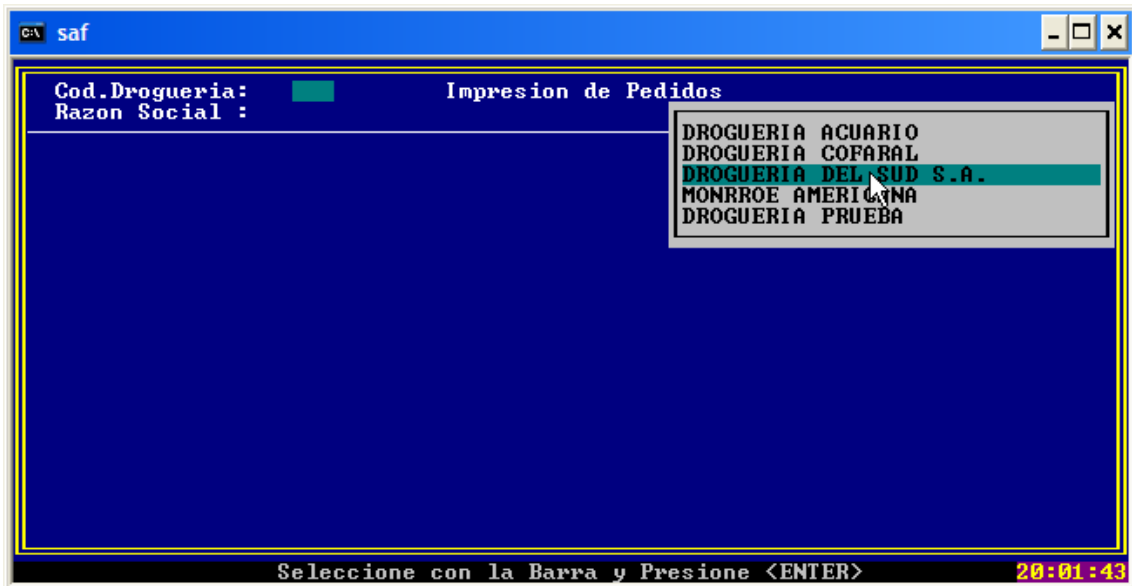 saf
Cod.Drogueria: Impresion de Pedidos
Razon Social :
DROGUERIA ACUARIO
DROGUERIA COFARAL
DROGUERIA DEL SUD S.A.
MONRROE AMERICANA
DROGUERIA PRUEBA
Seleccione con la Barra y Presione <ENTER> 20:01:43